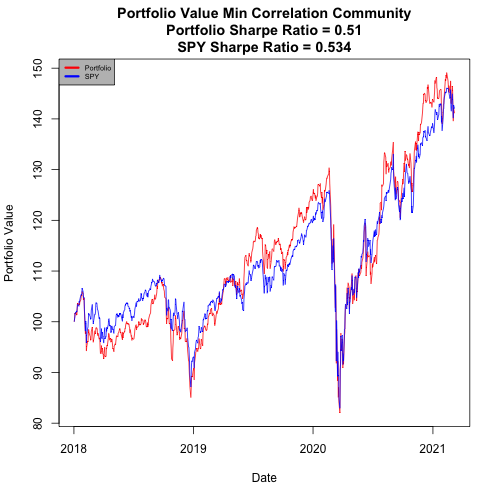 Portfolio Value Min Correlation Community
Portfolio Sharpe Ratio = 0.51
SPY Sharpe Ratio = 0.534
Portfolio
SPY
Portfolio Value
150
140
130
120
110
100
90
80
2018
2019
2020
2021
Date